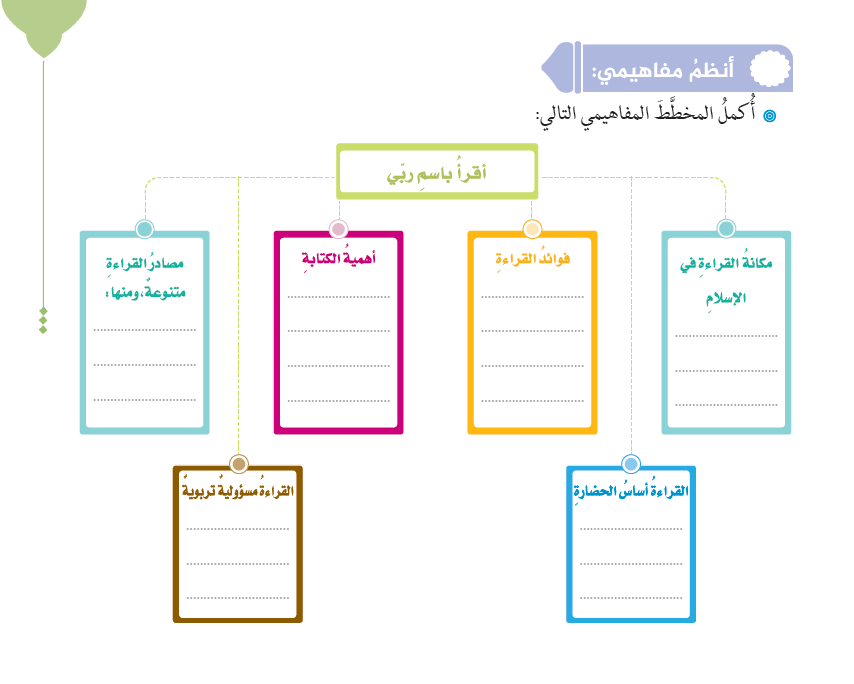 أنظمُ مفاهيمي:
أُكملُ المخطَّطَ المفاهيمي التالي:
أقرأُ باسمِ ربّي
مكانةُ القراءةِ في
الإسلامِ
فوائدُ القراءةِ
أهميةُ الكتابةِ
مصادرُ القراءةِ
متنوعةٌ، ومنها:
القراءةُ أساسُ الحضارةِ
القراءةُ مسؤوليةٌ تربويةٌ